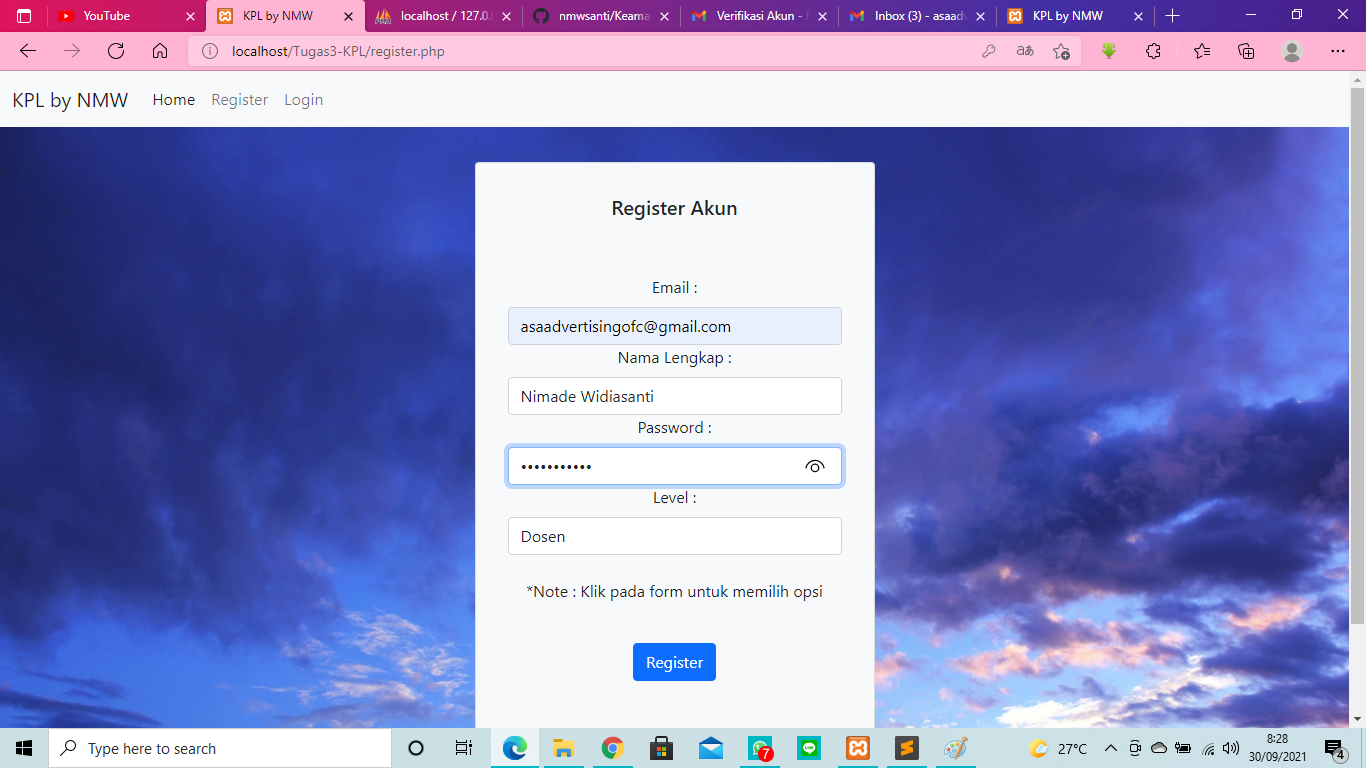 YouTube
KPL by NMW
localhost / 127.0.
nmwsanti/Keama
Verifikasi Akun -
Inbox (3) - asaad
KPL by NMW
localhost/Tugas3-KPL/register.php
KPL by NMW Home Register Login
Register Akun
Email :
asaadvertisingofc@gmail.com
Nama Lengkap :
Nimade Widiasanti
Password :
•••••••••••
Level :
Dosen
*Note : Klik pada form untuk memilih opsi
Register
Type here to search
7
27°C
8:28
30/09/2021
4